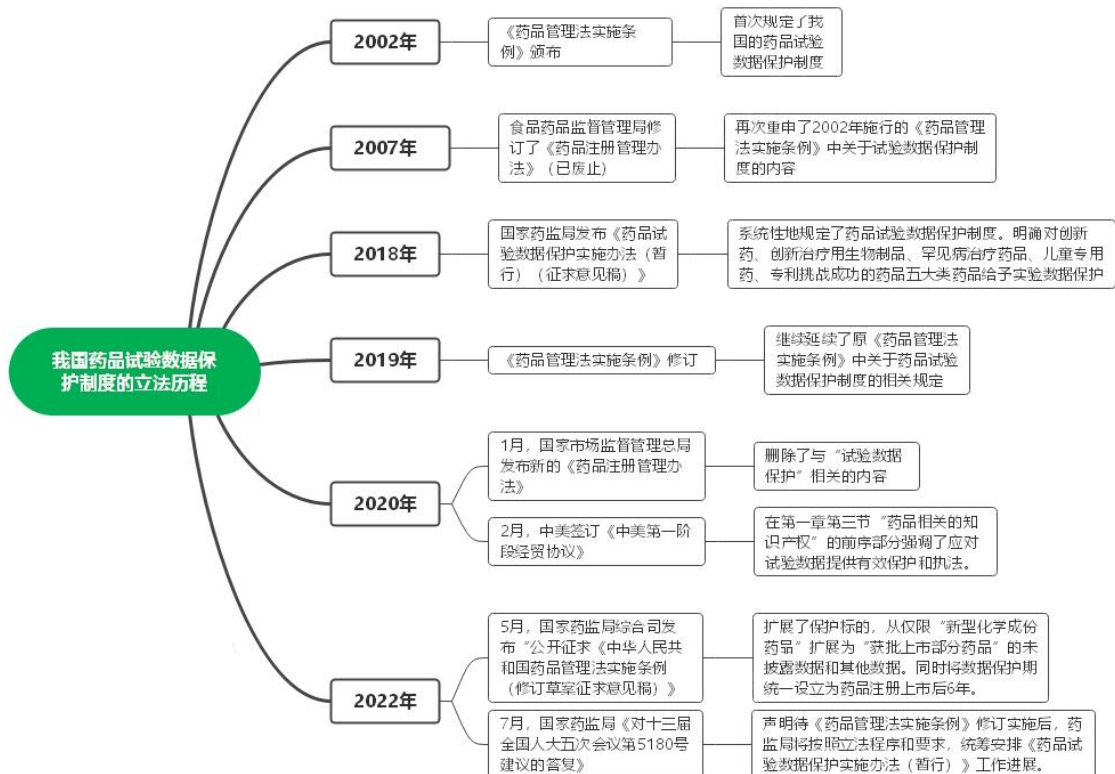 我国药品试验数据保
护制度的立法历程
2002年
《药品管理法实施条
例》颁布
首次规定了我
国的药品试验
数据保护制度
2007年
食品药品监督管理局修
订了《药品注册管理办
法》（已废止）
再次重申了2002年施行的《药品管理
法实施条例》中关于试验数据保护制
度的内容
2018年
国家药监局发布《药品试
验数据保护实施办法（暂
行）（征求意见稿）》
系统性地规定了药品试验数据保护制度。明确对创新
药、创新治疗用生物制品、罕见病治疗药品、儿童专用
药、专利挑战成功的药品五大类药品给予实验数据保护
2019年
《药品管理法实施条例》修订
继续延续了原《药品管理法
实施条例》中关于药品试验
数据保护制度的相关规定
2020年
1月，国家市场监督管理总局
发布新的《药品注册管理办
法》
删除了与“试验数据
保护”相关的内容
2月，中美签订《中美第一阶
段经贸协议》
在第一章第三节“药品相关的知
识产权”的前序部分强调了应对
试验数据提供有效保护和执法。
2022年
5月，国家药监局综合司发
布“公开征求《中华人民共
和国药品管理法实施条例
（修订草案征求意见稿）》
扩展了保护标的，从仅限“新型化学成份
药品”扩展为“获批上市部分药品”的未
披露数据和其他数据。同时将数据保护期
统一设立为药品注册上市后6年。
7月，国家药监局《对十三届
全国人大五次会议第5180号
建议的答复》
声明待《药品管理法实施条例》修订实施后，药
监局将按照立法程序和要求，统筹安排《药品试
验数据保护实施办法（暂行）》工作进展。